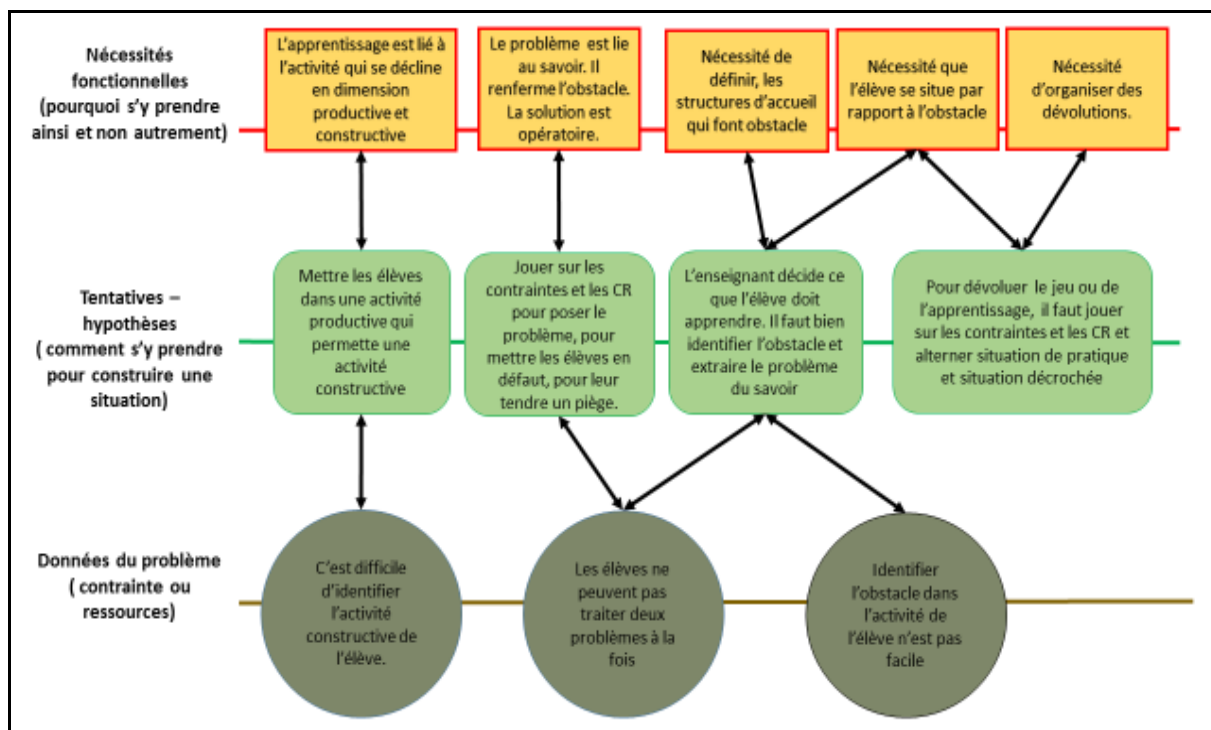 Nécessités
fonctionnelles
(pourquoi s'y prendre
ainsi et non autrement)
L'apprentissage est lié à
l'activité qui se décline
en dimension
productive et
constructive
Le problème est lie
au savoir. Il
renferme l'obstacle.
La solution est
opératoire.
Nécessité de
définir, les
structures d'accueil
qui font obstacle
Nécessité que
l'élève se situe par
rapport à l'obstacle
Nécessité
d'organiser des
dévolutions.
Tentatives –
hypothèses
( comment s'y prendre
pour construire une
situation)
Mettre les élèves
dans une activité
productive qui
permette une
activité
constructive
Jouer sur les
contraintes et les CR
pour poser le
problème, pour
mettre les élèves en
défaut, pour leur
tendre un piège.
L'enseignant décide ce
que l'élève doit
apprendre. Il faut bien
identifier l'obstacle et
extraire le problème
du savoir
Pour dévoluer le jeu ou de
l'apprentissage, il faut jouer
sur les contraintes et les CR et
alterner situation de pratique
et situation décrochée
Données du problème
( contrainte ou
ressources)
C'est difficile
d'identifier
l'activité
constructive de
l'élève.
Les élèves ne
peuvent pas
traiter deux
problèmes à la
fois
Identifier
l'obstacle dans
l'activité de
l'élève n'est pas
facile